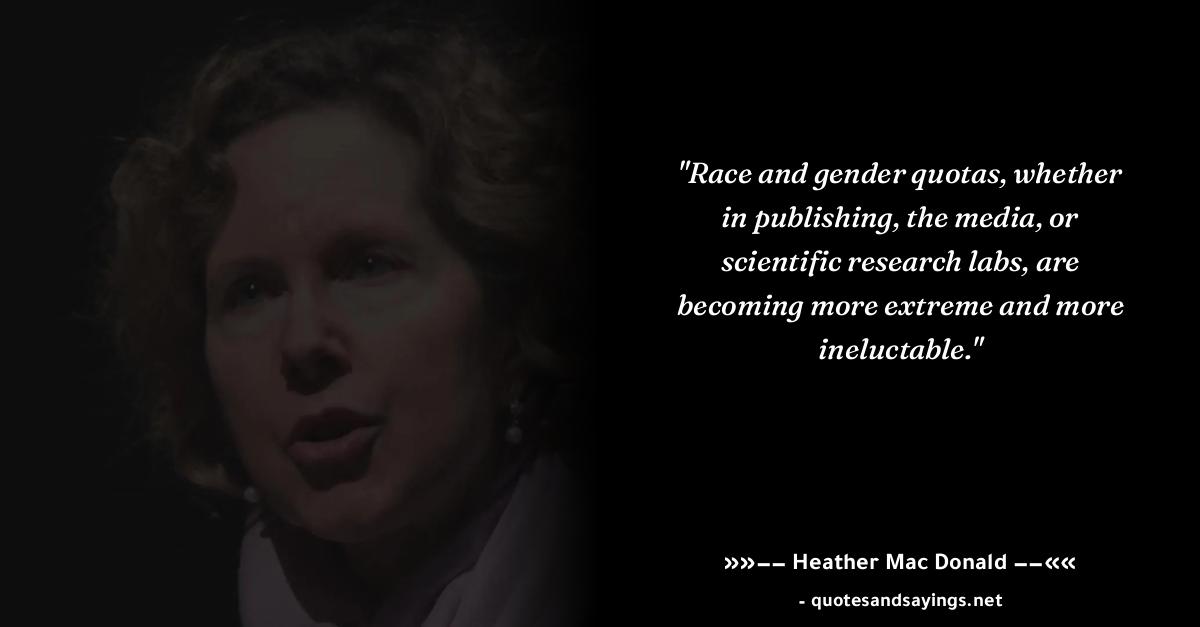 "Race and gender quotas, whether
in publishing, the media, or
scientific research labs, are
becoming more extreme and more
ineluctable."
»»−− Heather Mac Donald −−««
- quotesandsayings.net